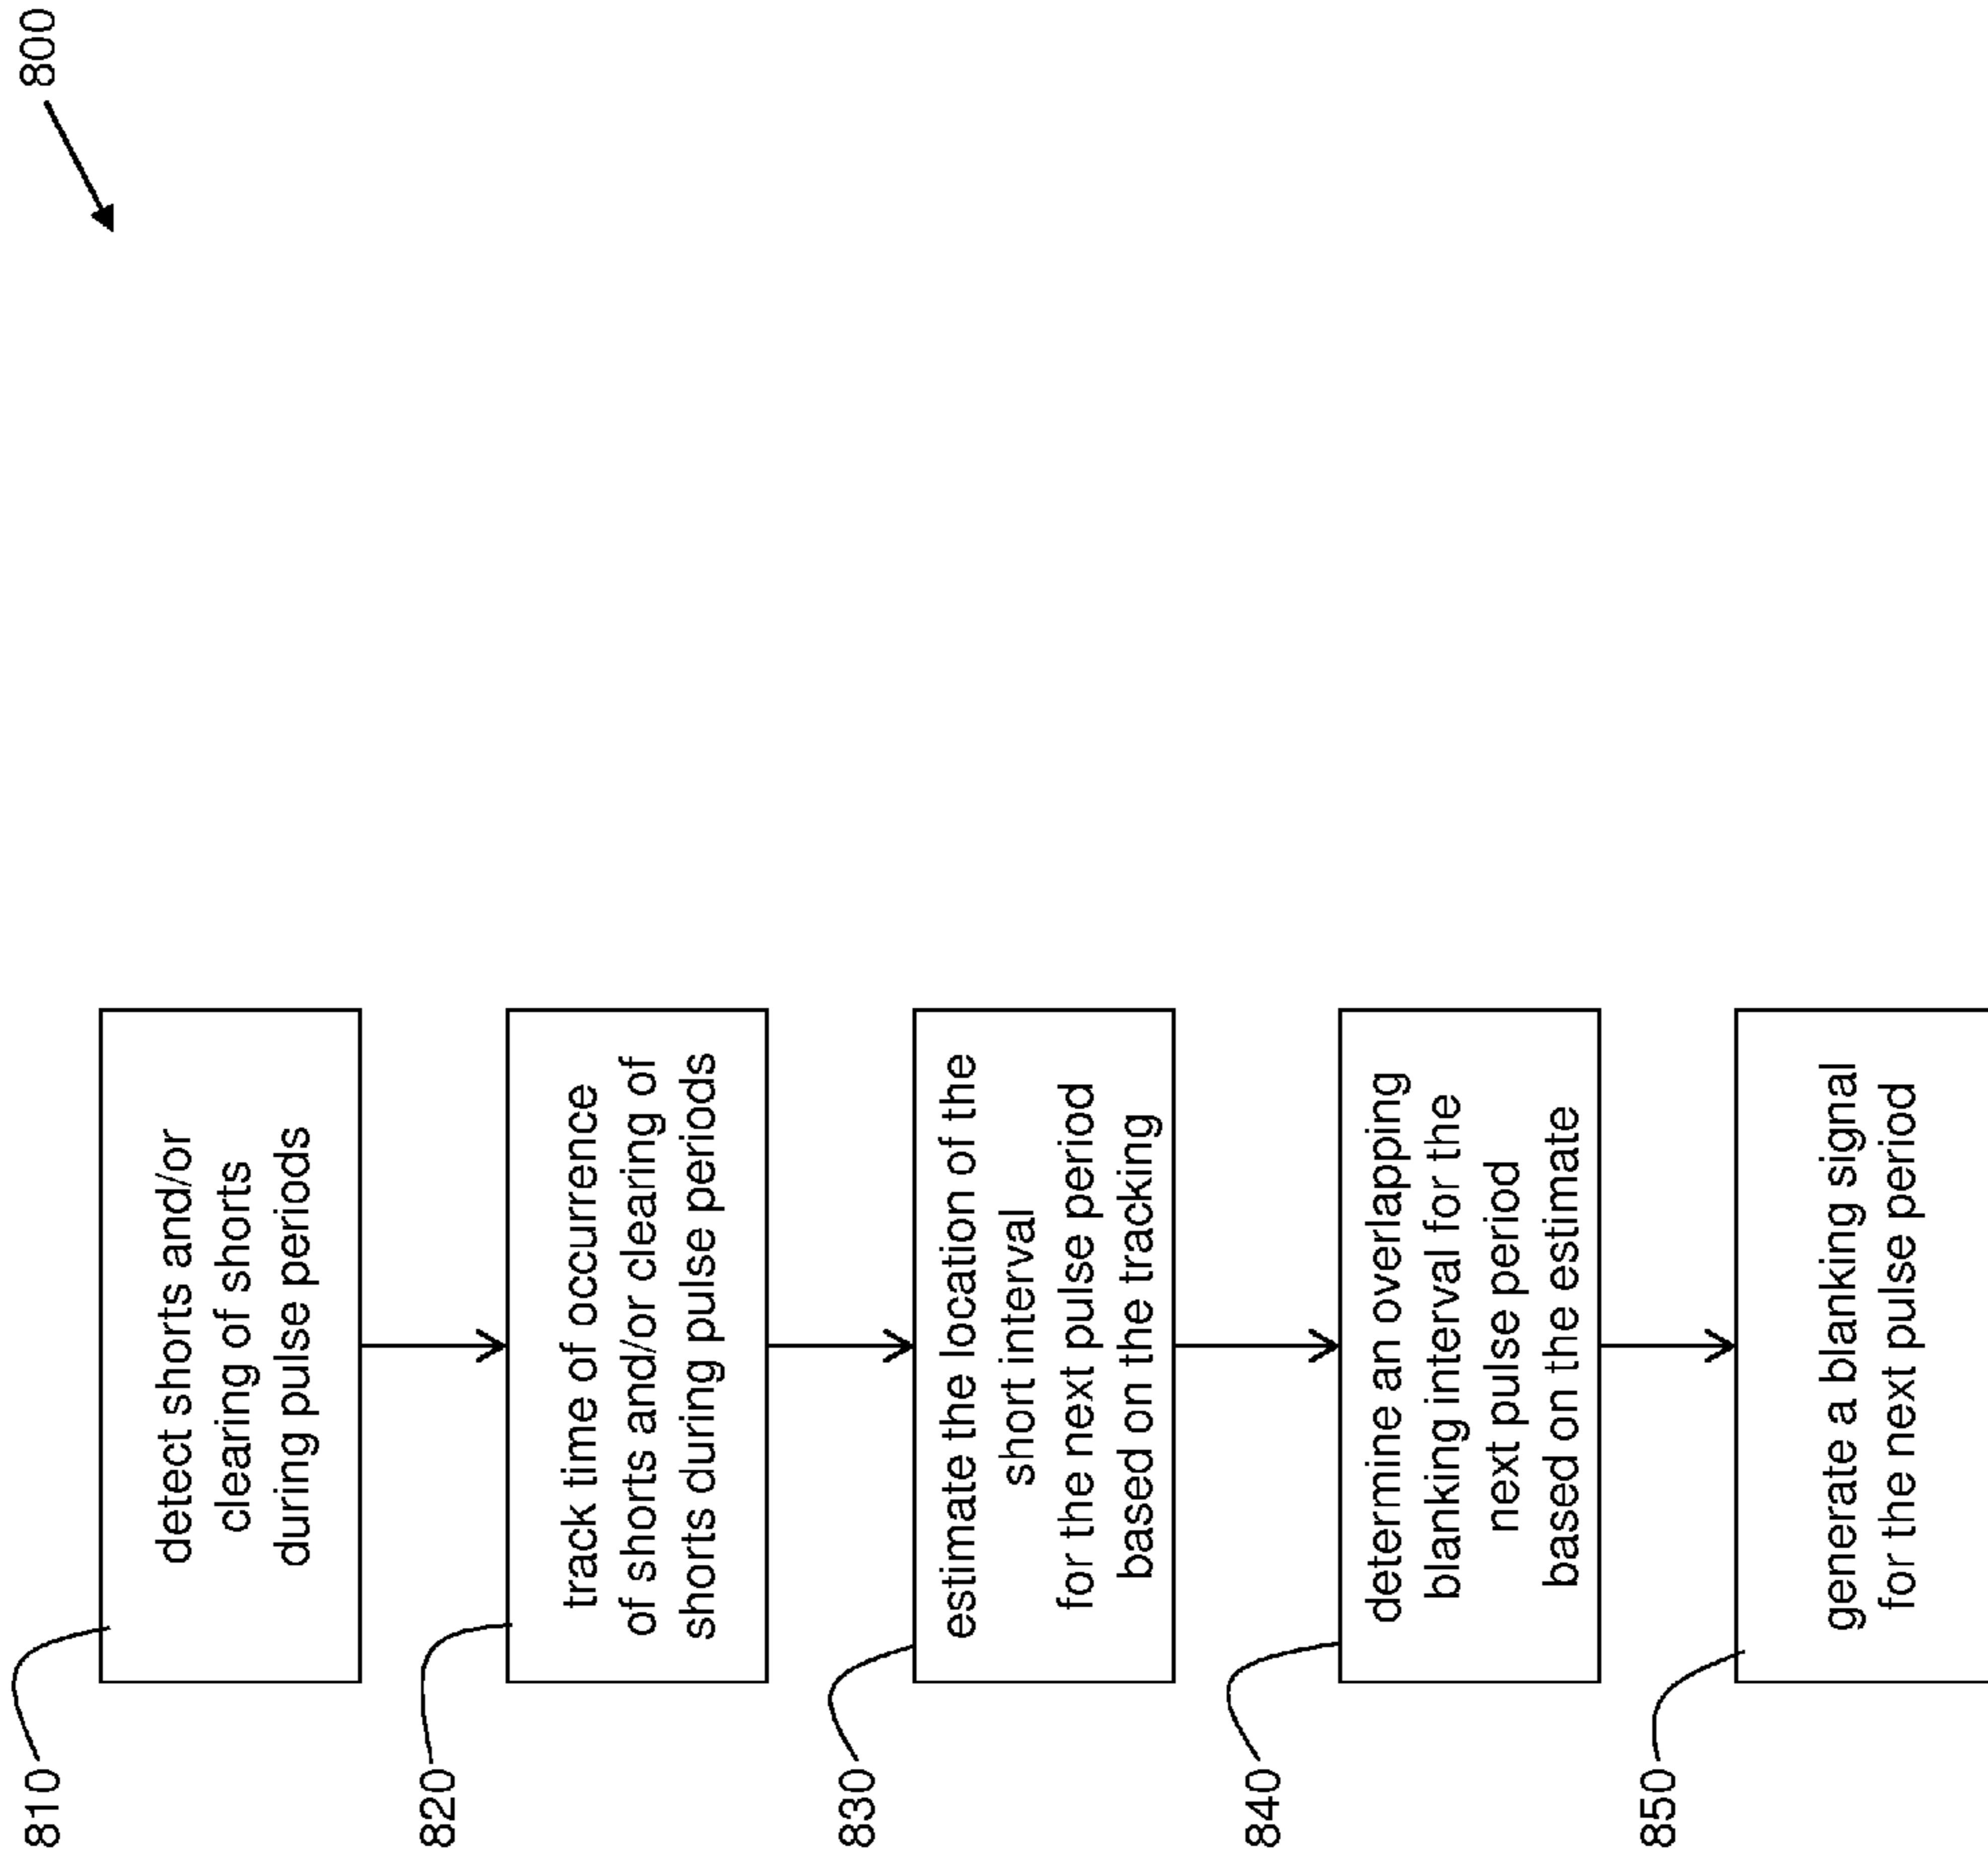 800
810
detect shorts and/or
clearing of shorts
during pulse periods
820
track time of occurrence
of shorts and/or clearing of
shorts during pulse periods
830
estimate the location of the
short interval
for the next pulse period
based on the tracking
840
determine an overlapping
blanking interval for the
next pulse period
based on the estimate
850
generate a blanking signal
for the next pulse period